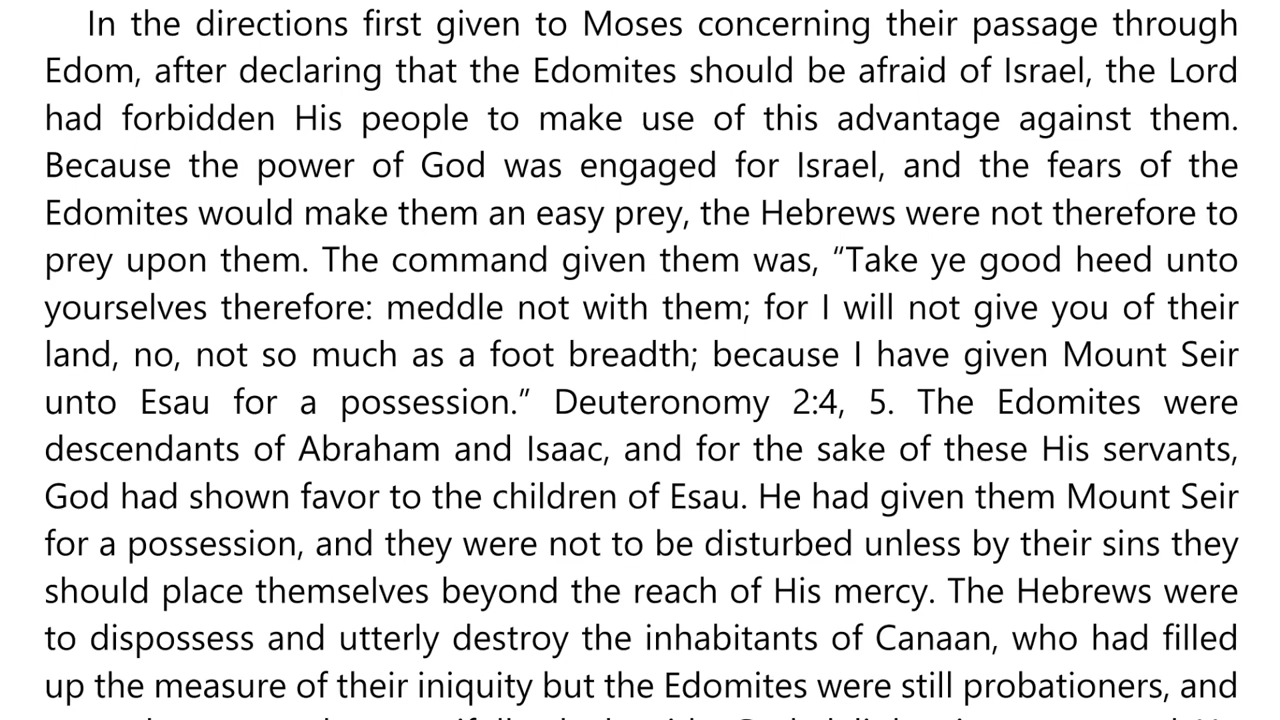 In the directions first given to Moses concerning their passage through
Edom, after declaring that the Edomites should be afraid of Israel, the Lord
had forbidden His people to make use of this advantage against them.
Because the power of God was engaged for Israel, and the fears of the
Edomites would make them an easy prey, the Hebrews were not therefore to
prey upon them. The command given them was, “Take ye good heed unto
yourselves therefore: meddle not with them; for I will not give you of their
land, no, not so much as a foot breadth; because I have given Mount Seir
unto Esau for a possession.” Deuteronomy 2:4, 5. The Edomites were
descendants of Abraham and Isaac, and for the sake of these His servants,
God had shown favor to the children of Esau. He had given them Mount Seir
for a possession, and they were not to be disturbed unless by their sins they
should place themselves beyond the reach of His mercy. The Hebrews were
to dispossess and utterly destroy the inhabitants of Canaan, who had filled
up the measure of their iniquity but the Edomites were still probationers, and